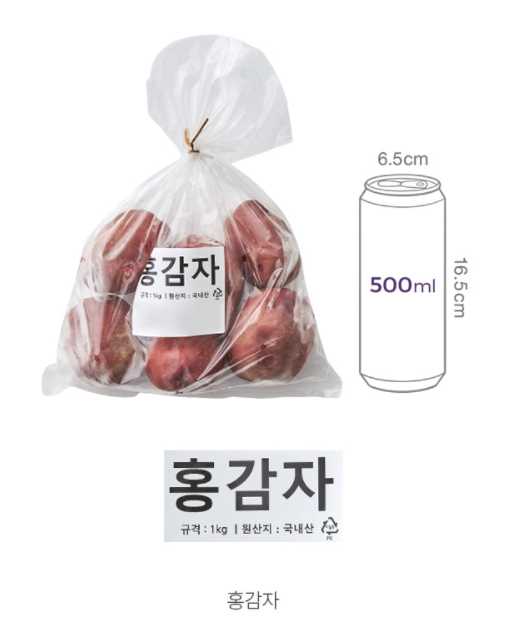 홍감자
규격 : 1kg | 원산지 : 국내산
6.5cm
500ml
16.5cm
홍감자
규격 : 1kg | 원산지 : 국내산
홍감자